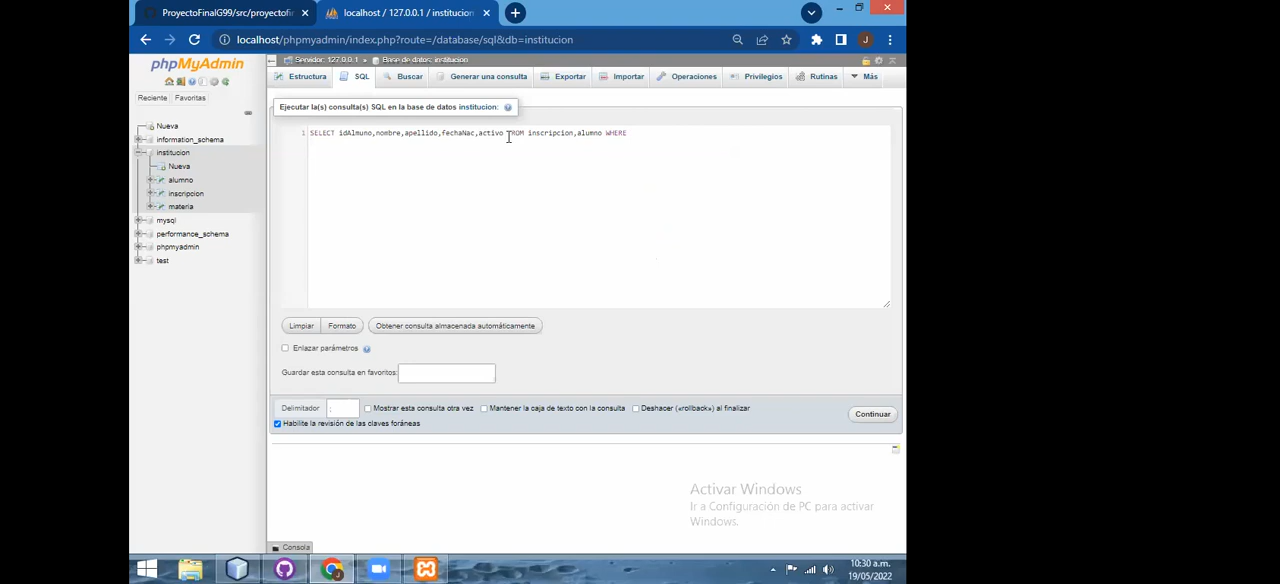 ProyectoFinalG99/src/proyectofin
localhost / 127.0.0.1 / institucion
localhost/phpmyadmin/index.php?route=/database/sql&db=institucion
phpMyAdmin
Reciente Favoritas
Nueva
information_schema
institucion
Nueva
alumno
inscripcion
materia
mysql
performance_schema
phpmyadmin
test
Servidor: 127.0.0.1 » Base de datos: institucion
Estructura SQL Buscar Generar una consulta Exportar Importar Operaciones Privilegios Rutinas Más
Ejecutar la(s) consulta(s) SQL en la base de datos institucion:
1 SELECT idAlmuno,nombre,apellido,fechaNac,activo FROM inscripcion,alumno WHERE
Limpiar Formato Obtener consulta almacenada automáticamente
Enlazar parámetros
Guardar esta consulta en favoritos:
Delimitador ; Mostrar esta consulta otra vez Mantener la caja de texto con la consulta Deshacer («rollback») al finalizar
Continuar
Habilite la revisión de las claves foráneas
Activar Windows
Ir a Configuración de PC para activar
Windows.
Consola
10:30 a.m.
19/05/2022